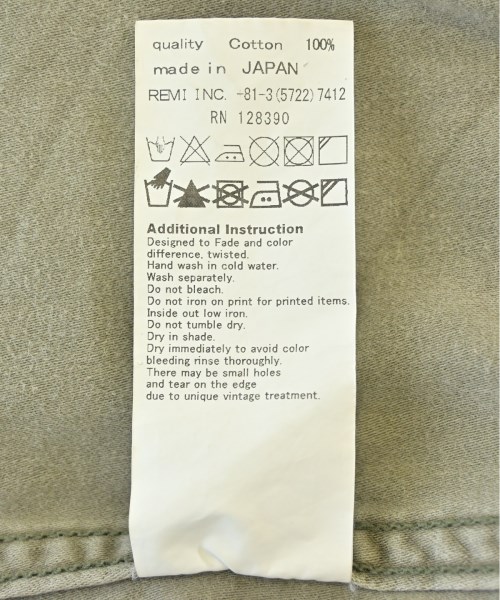 quality Cotton 100%
made in JAPAN
REMI INC. -81-3(5722)7412
RN 128390
Additional Instruction
Designed to Fade and color
difference, twisted.
Hand wash in cold water.
Wash separately.
Do not bleach.
Do not iron on print for printed items.
Inside out low iron.
Do not tumble dry.
Dry in shade.
Dry immediately to avoid color
bleeding rinse thoroughly.
There may be small holes
and tear on the edge
due to unique vintage treatment.